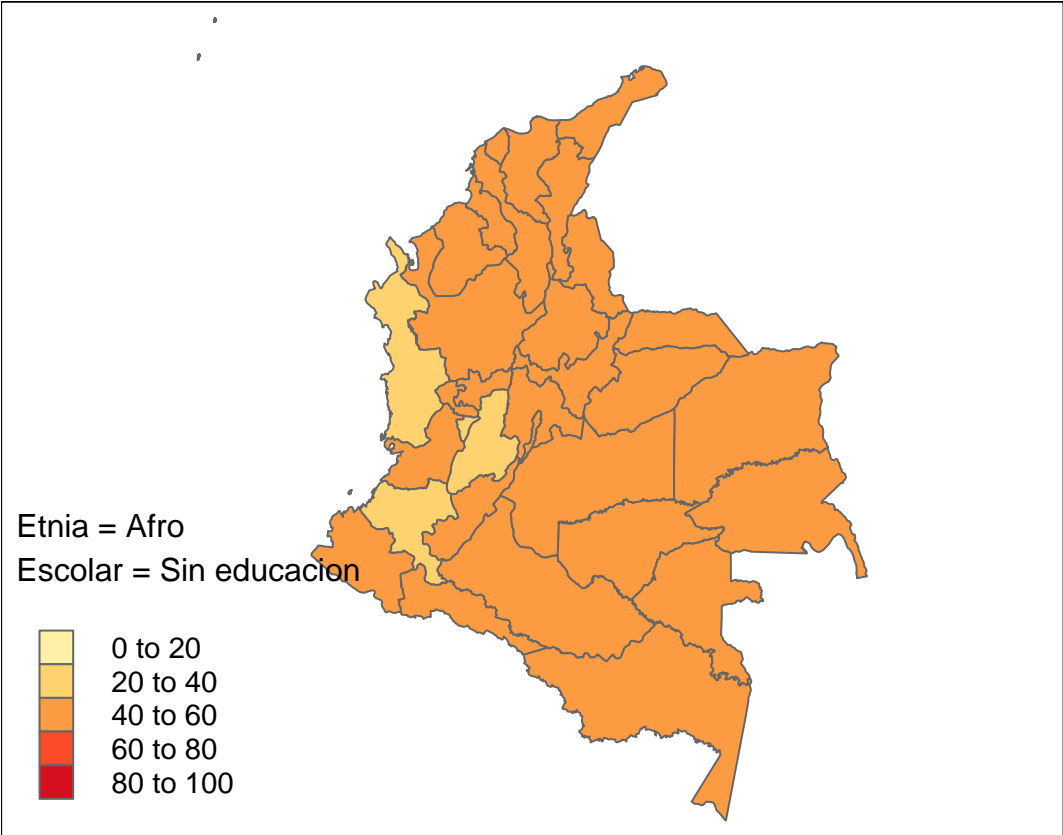 Etnia = Afro
Escolar = Sin educacion
0 to 20
20 to 40
40 to 60
60 to 80
80 to 100